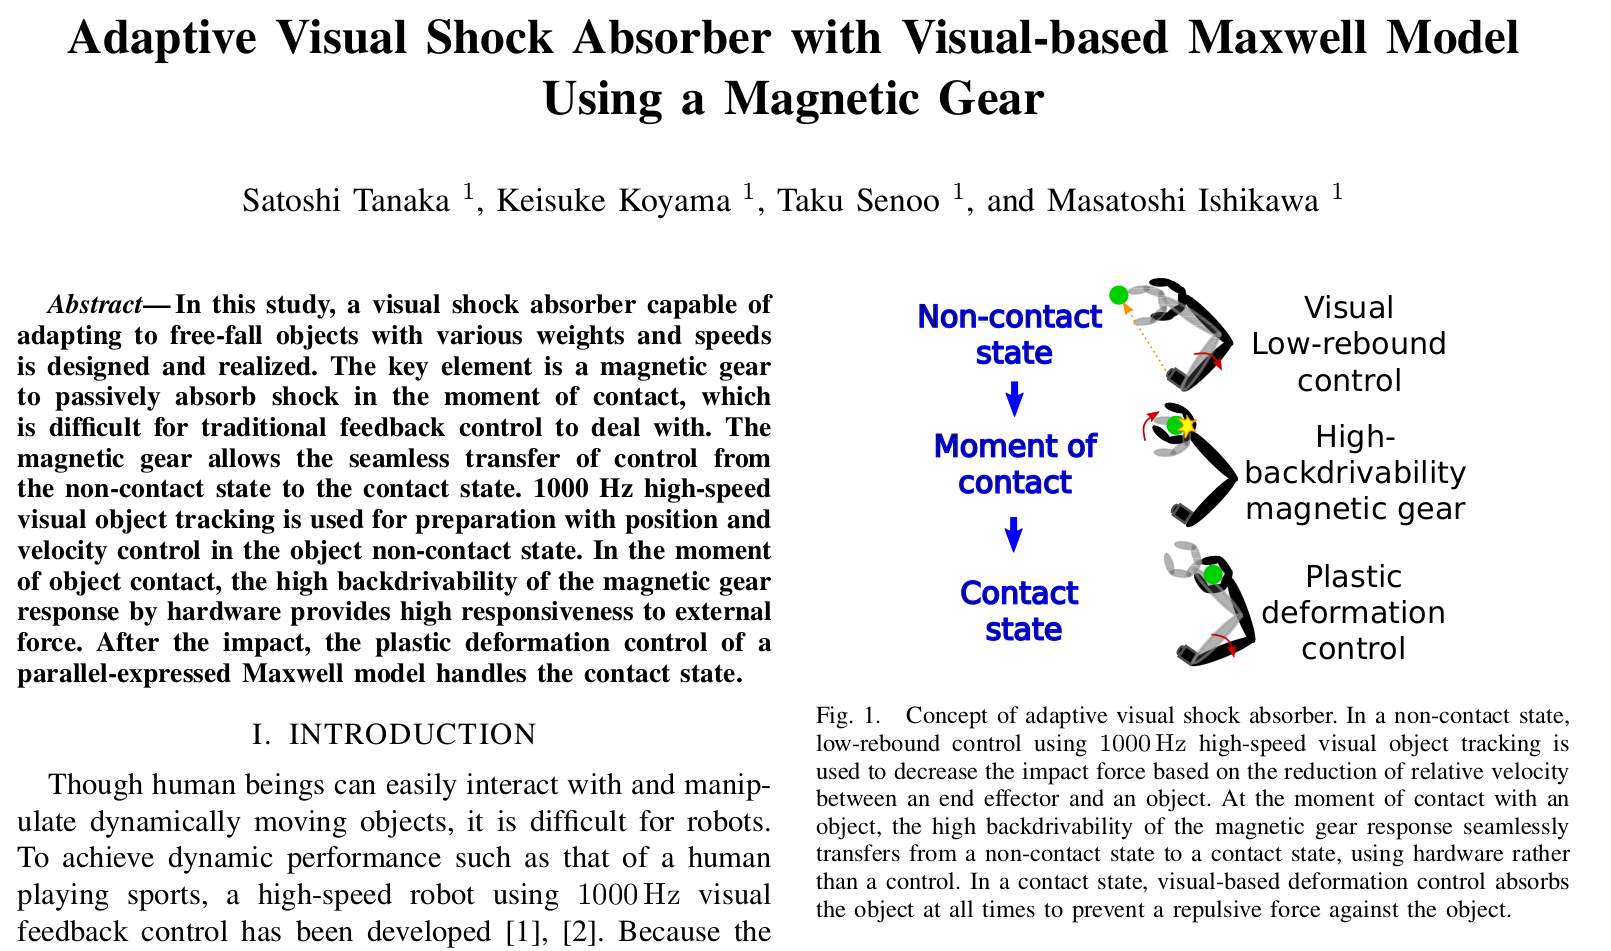 Adaptive Visual Shock Absorber with Visual-based Maxwell Model
Using a Magnetic Gear
Satoshi Tanaka 1, Keisuke Koyama 1, Taku Senoo 1, and Masatoshi Ishikawa 1
Abstract—In this study, a visual shock absorber capable of
adapting to free-fall objects with various weights and speeds
is designed and realized. The key element is a magnetic gear
to passively absorb shock in the moment of contact, which
is difficult for traditional feedback control to deal with. The
magnetic gear allows the seamless transfer of control from
the non-contact state to the contact state. 1000 Hz high-speed
visual object tracking is used for preparation with position and
velocity control in the object non-contact state. In the moment
of object contact, the high backdrivability of the magnetic gear
response by hardware provides high responsiveness to external
force. After the impact, the plastic deformation control of a
parallel-expressed Maxwell model handles the contact state.
I. INTRODUCTION
Though human beings can easily interact with and manip-
ulate dynamically moving objects, it is difficult for robots.
To achieve dynamic performance such as that of a human
playing sports, a high-speed robot using 1000 Hz visual
feedback control has been developed [1], [2]. Because the
Non-contact
state
Visual
Low-rebound
control
Moment of
contact
High-
backdrivability
magnetic gear
Contact
state
Plastic
deformation
control
Fig. 1. Concept of adaptive visual shock absorber. In a non-contact state,
low-rebound control using 1000 Hz high-speed visual object tracking is
used to decrease the impact force based on the reduction of relative velocity
between an end effector and an object. At the moment of contact with an
object, the high backdrivability of the magnetic gear response seamlessly
transfers from a non-contact state to a contact state, using hardware rather
than a control. In a contact state, visual-based deformation control absorbs
the object at all times to prevent a repulsive force against the object.